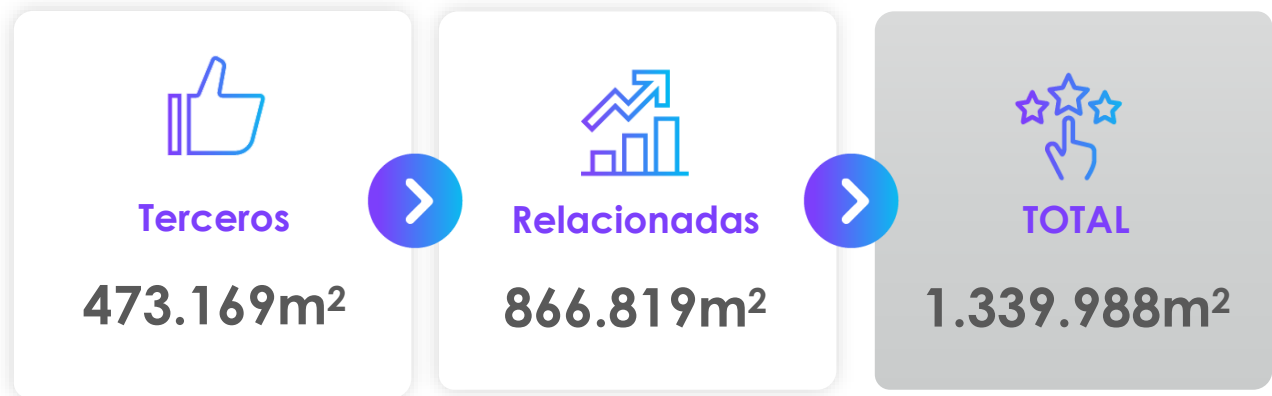 Terceros
473.169m²
Relacionadas
866.819m²
TOTAL
1.339.988m²